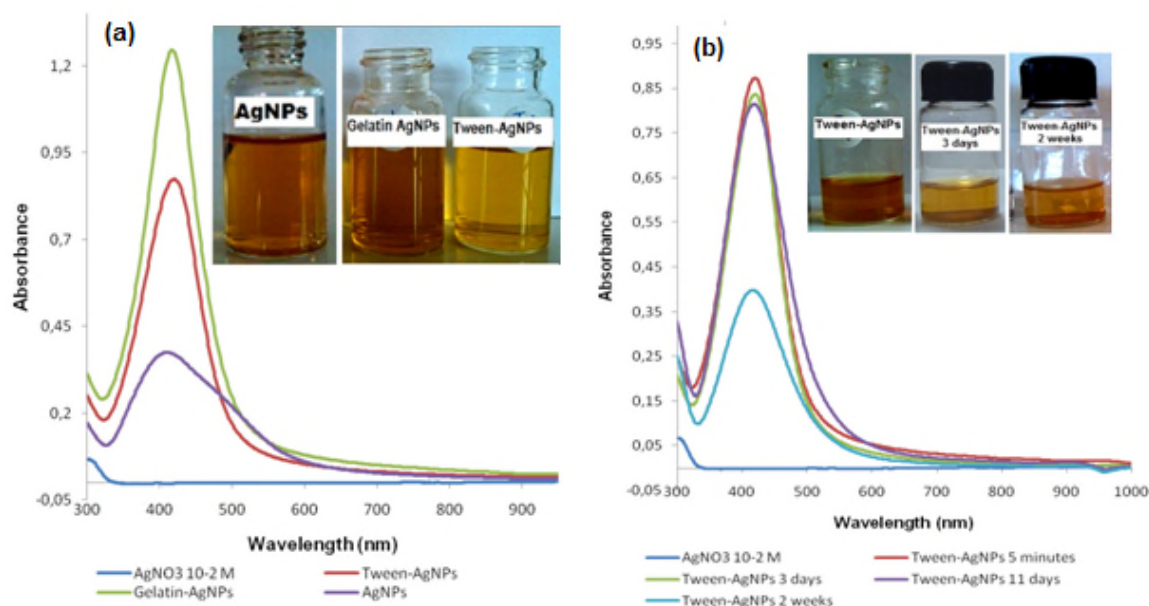 (a)
AgNPs
Gelatin AgNPs
Tween-AgNPs
Absorbance
1,2
0,95
0,7
0,45
0,2
-0,05
300 400 500 600 700 800 900
Wavelength (nm)
AgNO3 10-2 M
Tween-AgNPs
Gelatin-AgNPs
AgNPs
(b)
Tween-AgNPs
Tween-AgNPs
3 days
Tween-AgNPs
2 weeks
Absorbance
0,95
0,85
0,75
0,65
0,55
0,45
0,35
0,25
0,15
0,05
-0,05
300 400 500 600 700 800 900 1000
Wavelength (nm)
AgNO3 10-2 M
Tween-AgNPs 5 minutes
Tween-AgNPs 3 days
Tween-AgNPs 11 days
Tween-AgNPs 2 weeks